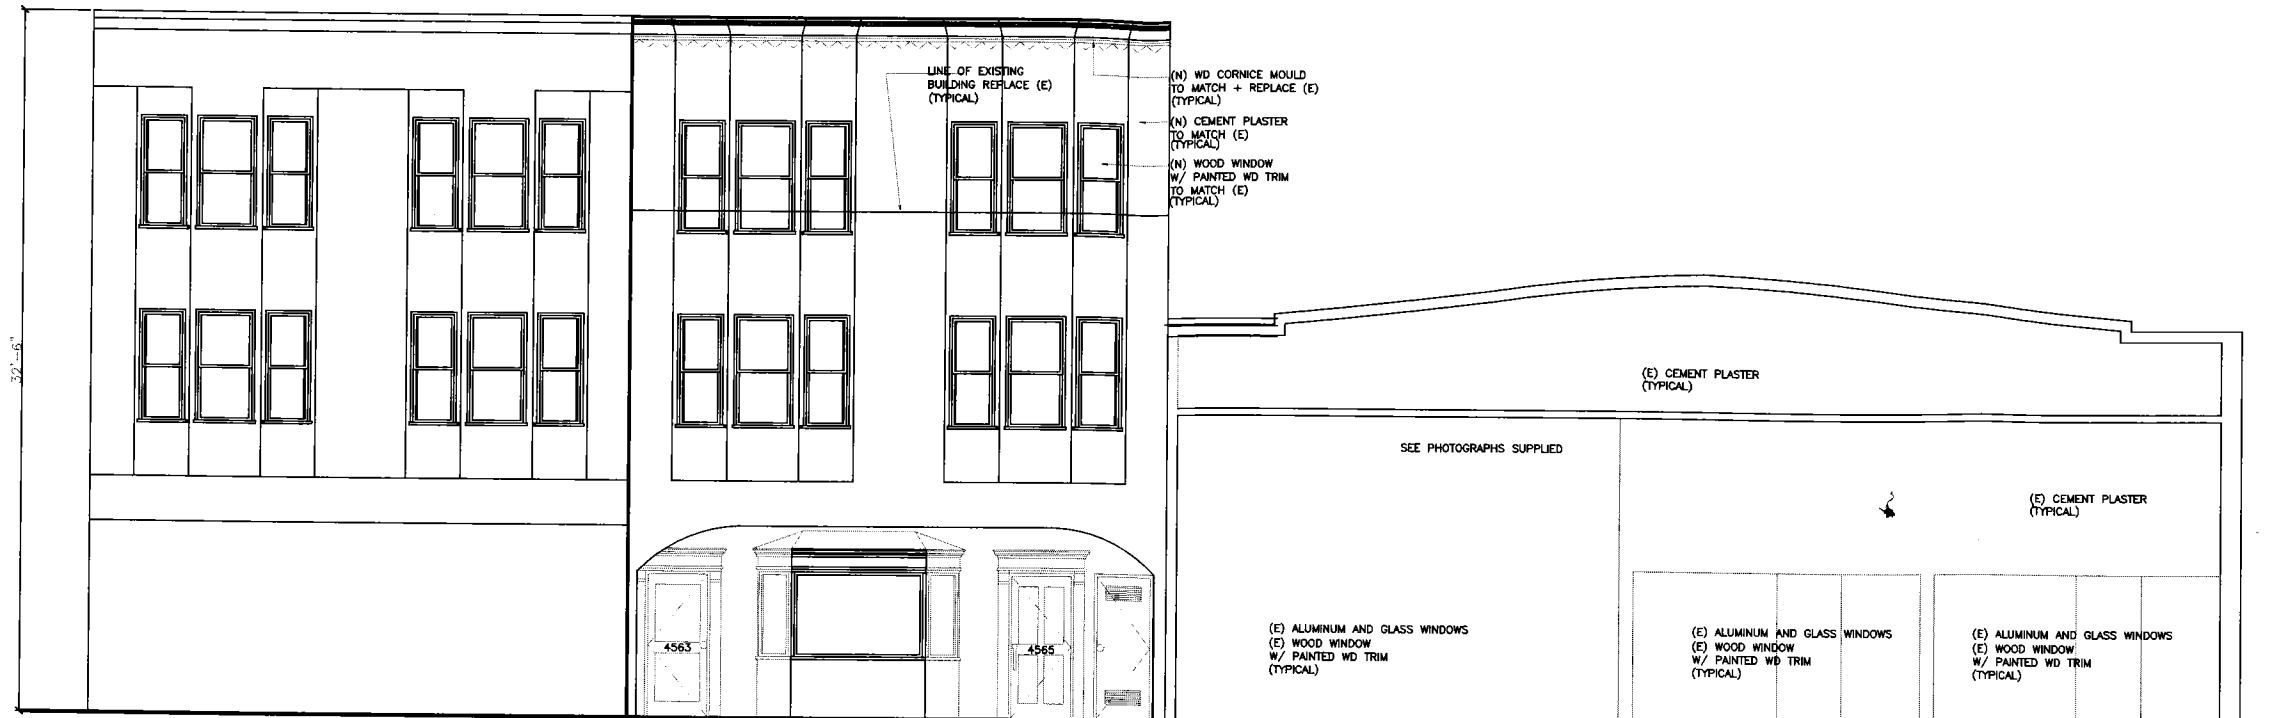 32'-6"
LINE OF EXISTING
BUILDING REPLACE (E)
(TYPICAL)
(N) WD CORNICE MOULD
TO MATCH + REPLACE (E)
(TYPICAL)
(N) CEMENT PLASTER
TO MATCH (E)
(TYPICAL)
(N) WOOD WINDOW
W/ PAINTED WD TRIM
TO MATCH (E)
(TYPICAL)
(E) CEMENT PLASTER
(TYPICAL)
SEE PHOTOGRAPHS SUPPLIED
(E) CEMENT PLASTER
(TYPICAL)
4563
4565
(E) ALUMINUM AND GLASS WINDOWS
(E) WOOD WINDOW
W/ PAINTED WD TRIM
(TYPICAL)
(E) ALUMINUM AND GLASS WINDOWS
(E) WOOD WINDOW
W/ PAINTED WD TRIM
(TYPICAL)
(E) ALUMINUM AND GLASS WINDOWS
(E) WOOD WINDOW
W/ PAINTED WD TRIM
(TYPICAL)